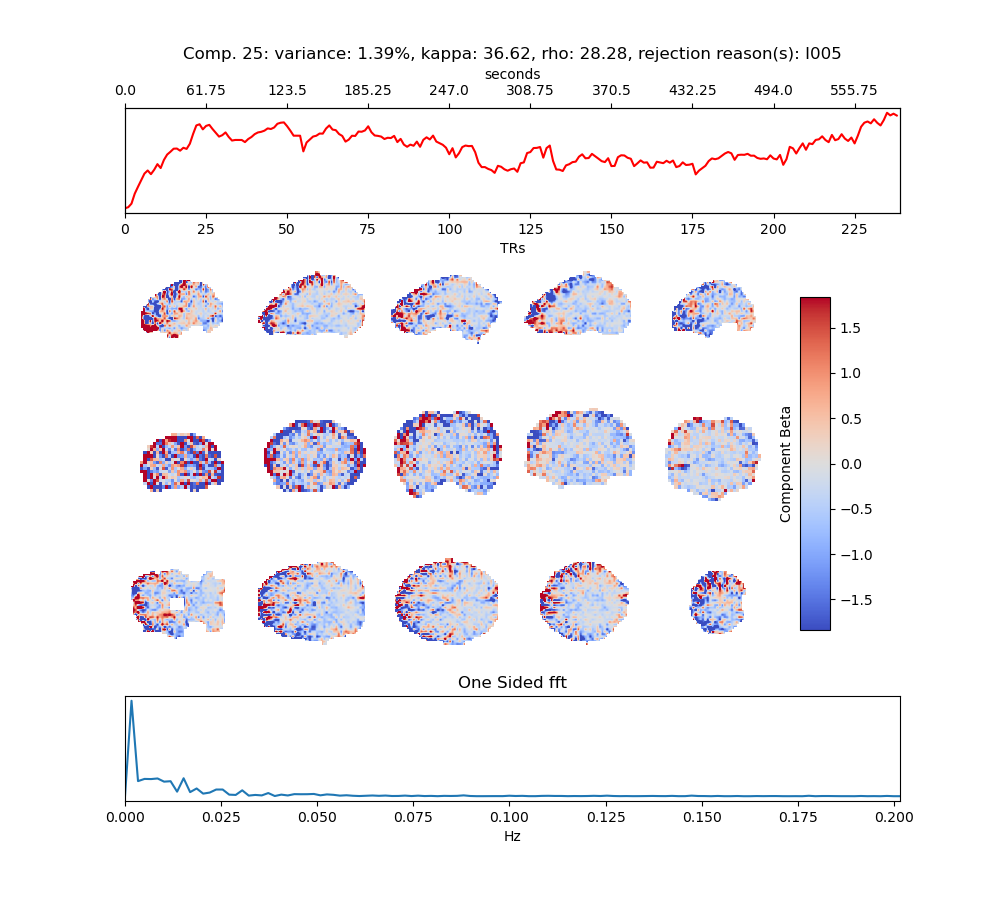 Comp. 25: variance: 1.39%, kappa: 36.62, rho: 28.28, rejection reason(s): I005
seconds
0.0 61.75 123.5 185.25 247.0 308.75 370.5 432.25 494.0 555.75
0 25 50 75 100 125 150 175 200 225
TRs
1.5
1.0
0.5
0.0
−0.5
−1.0
−1.5
Component Beta
One Sided fft
0.000 0.025 0.050 0.075 0.100 0.125 0.150 0.175 0.200
Hz